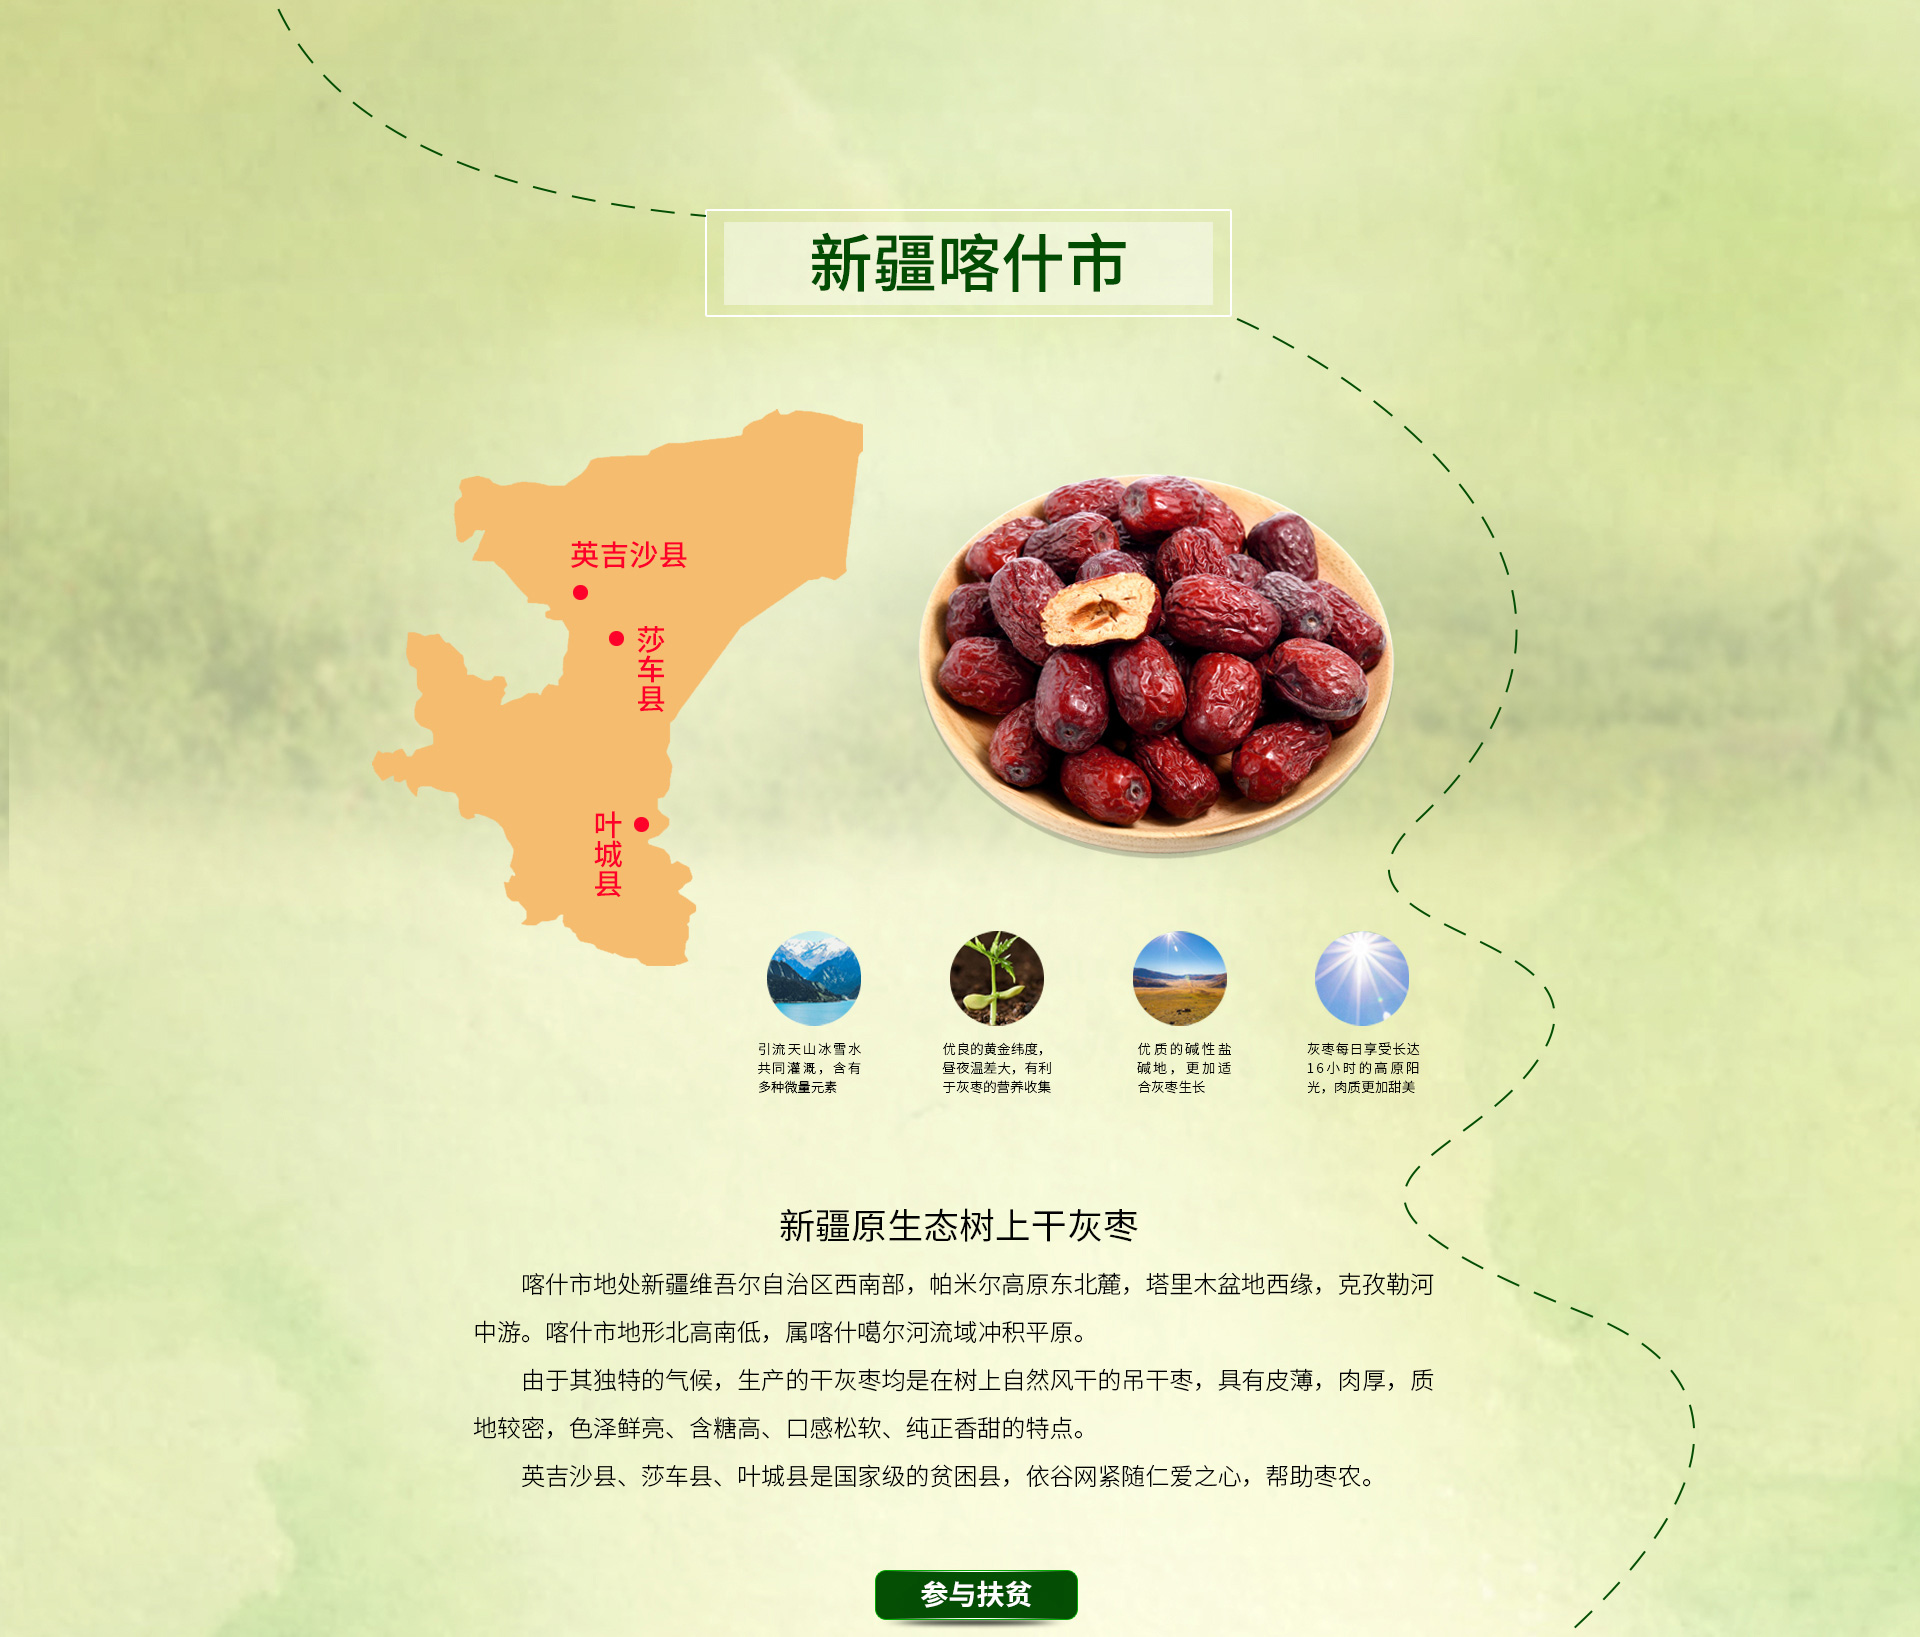 新疆喀什市
英吉沙县
莎车县
叶城县
引流天山冰雪水
共同灌溉，含有
多种微量元素
优良的黄金纬度，
昼夜温差大，有利
于灰枣的营养收集
优质的碱性盐
碱地，更加适
合灰枣生长
灰枣每日享受长达
16小时的高原阳
光，肉质更加甜美
新疆原生态树上干灰枣
喀什市地处新疆维吾尔自治区西南部，帕米尔高原东北麓，塔里木盆地西缘，克孜勒河
中游。喀什市地形北高南低，属喀什噶尔河流域冲积平原。
由于其独特的气候，生产的干灰枣均是在树上自然风干的吊干枣，具有皮薄，肉厚，质
地较密，色泽鲜亮、含糖高、口感松软、纯正香甜的特点。
英吉沙县、莎车县、叶城县是国家级的贫困县，依谷网紧随仁爱之心，帮助枣农。
参与扶贫